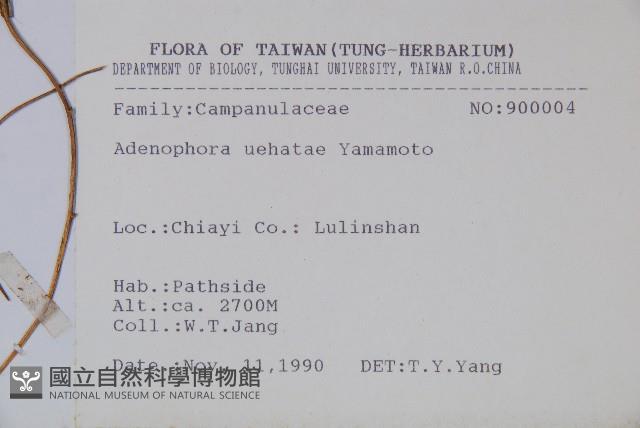 FLORA OF TAIWAN(TUNG-HERBARIUM)
DEPARTMENT OF BIOLOGY, TUNGHAI UNIVERSITY, TAIWAN R.O.CHINA
Family:Campanulaceae NO:900004
Adenophora uehatae Yamamoto
Loc.:Chiayi Co.: Lulinshan
Hab.:Pathside
Alt.:ca. 2700M
Coll.:W.T.Jang
Date.:Nov. 11,1990 DET:T.Y.Yang
國立自然科學博物館
NATIONAL MUSEUM OF NATURAL SCIENCE